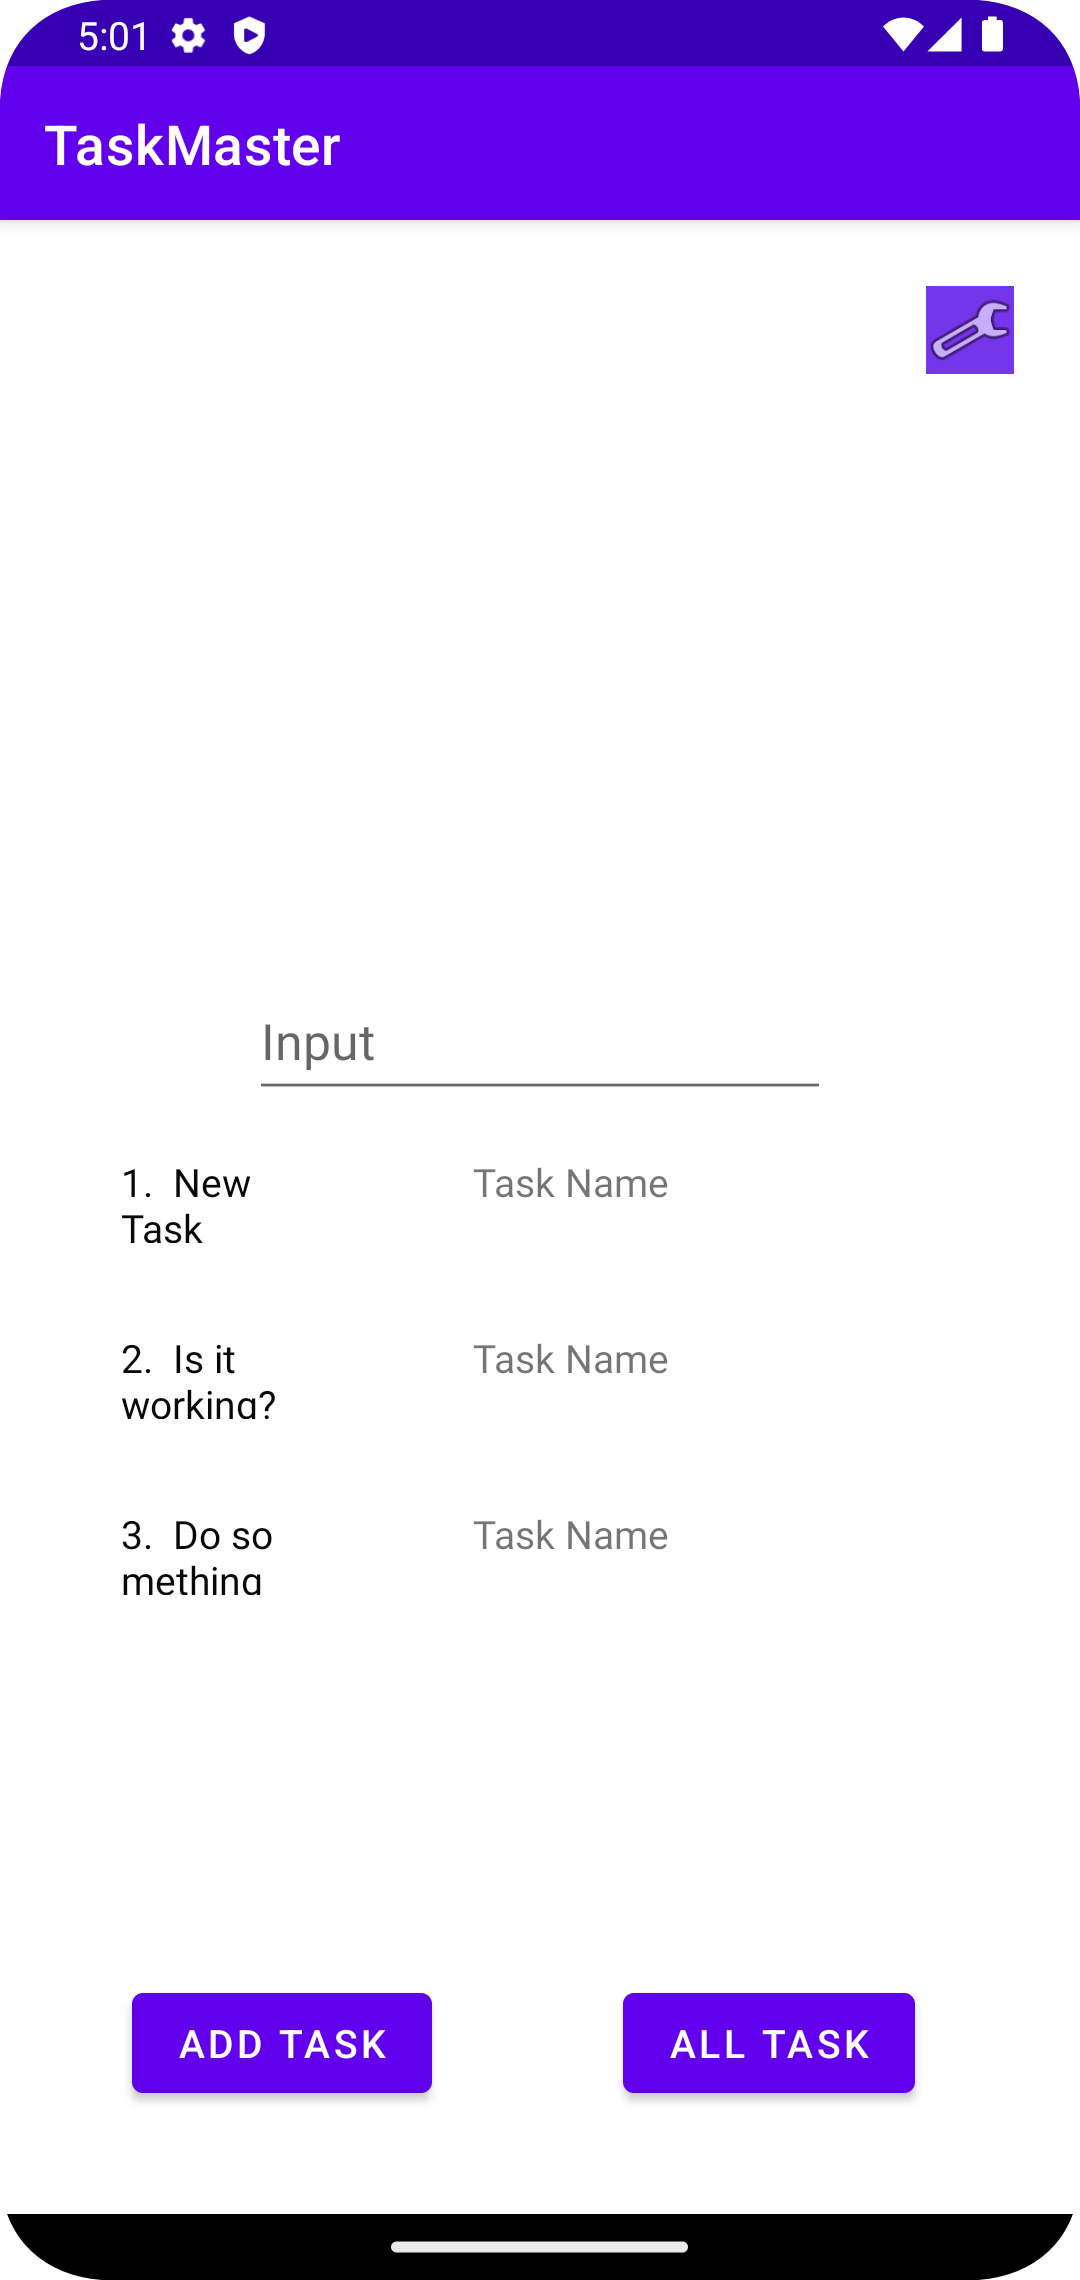 5:01
TaskMaster
Input
1.  New
Task
Task Name
2.  Is it
working?
Task Name
3.  Do so
mething
Task Name
ADD TASK
ALL TASK